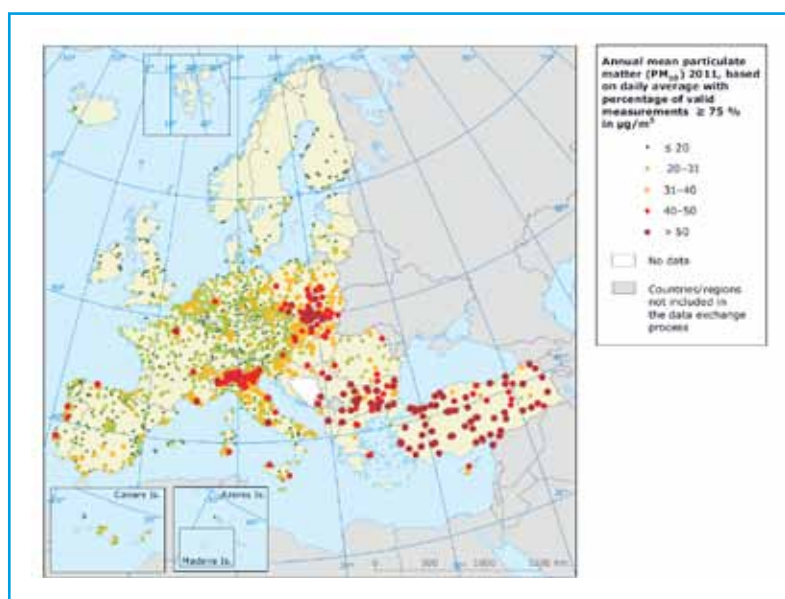 Annual mean particulate
matter (PM₁₀) 2011, based
on daily average with
percentage of valid
measurements ≥ 75 %
in µg/m³
≤ 20
20–31
31–40
40–50
> 50
No data
Countries/regions
not included in
the data exchange
process
Canary Is.
Azores Is.
Madeira Is.
0 500 1000 1500 km